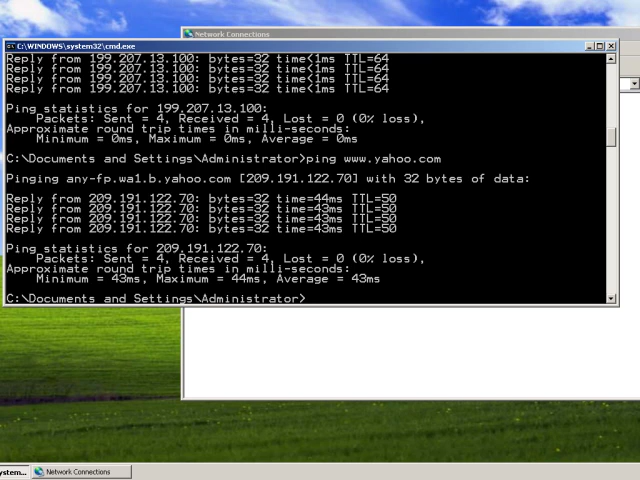 Network Connections
C:\WINDOWS\system32\cmd.exe
Reply from 199.207.13.100: bytes=32 time<1ms TTL=64
Reply from 199.207.13.100: bytes=32 time<1ms TTL=64
Reply from 199.207.13.100: bytes=32 time<1ms TTL=64
Reply from 199.207.13.100: bytes=32 time<1ms TTL=64
Ping statistics for 199.207.13.100:
Packets: Sent = 4, Received = 4, Lost = 0 (0% loss),
Approximate round trip times in milli-seconds:
Minimum = 0ms, Maximum = 0ms, Average = 0ms
C:\Documents and Settings\Administrator>ping www.yahoo.com
Pinging any-fp.wa1.b.yahoo.com [209.191.122.70] with 32 bytes of data:
Reply from 209.191.122.70: bytes=32 time=44ms TTL=50
Reply from 209.191.122.70: bytes=32 time=43ms TTL=50
Reply from 209.191.122.70: bytes=32 time=43ms TTL=50
Reply from 209.191.122.70: bytes=32 time=43ms TTL=50
Ping statistics for 209.191.122.70:
Packets: Sent = 4, Received = 4, Lost = 0 (0% loss),
Approximate round trip times in milli-seconds:
Minimum = 43ms, Maximum = 44ms, Average = 43ms
C:\Documents and Settings\Administrator>
ystem... Network Connections